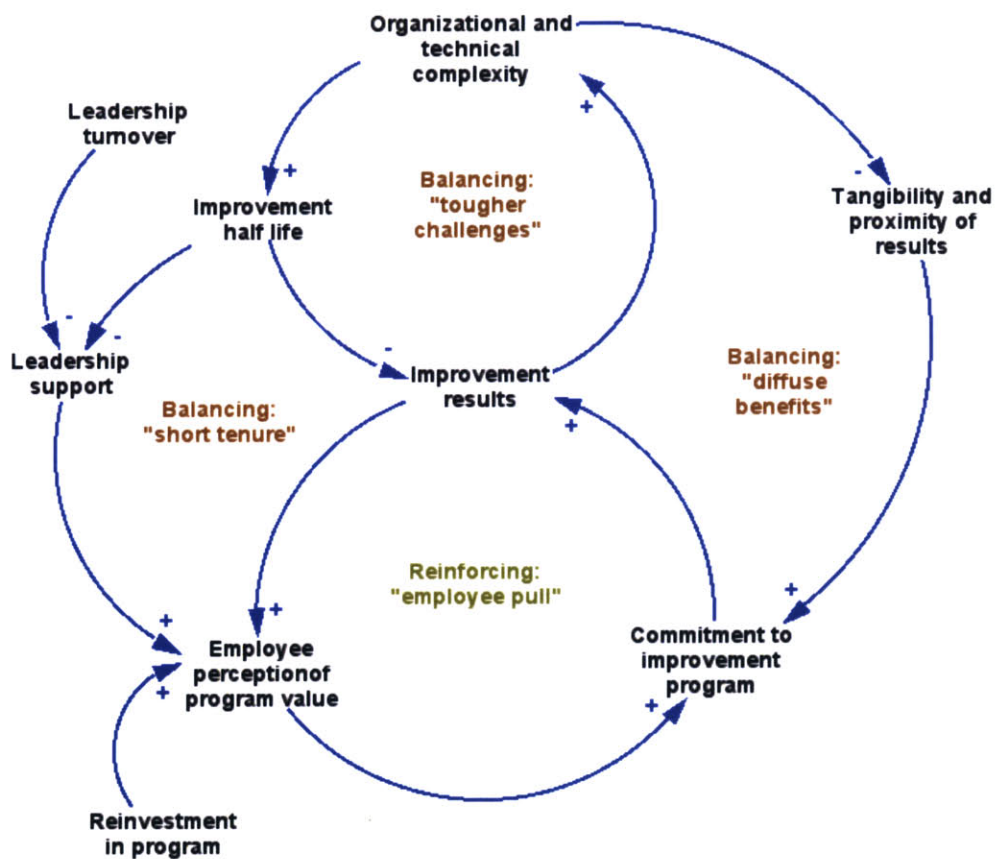 Organizational and
technical
complexity
+
Leadership
turnover
+
Balancing:
"tougher
challenges"
-
Tangibility and
proximity of
results
Improvement
half life
-
-
Leadership
support
-
Improvement
results
Balancing:
"diffuse
benefits"
Balancing:
"short tenure"
+
Reinforcing:
"employee pull"
+
+
+
Employee
perceptionof
program value
+
Commitment to
improvement
program
+
Reinvestment
in program